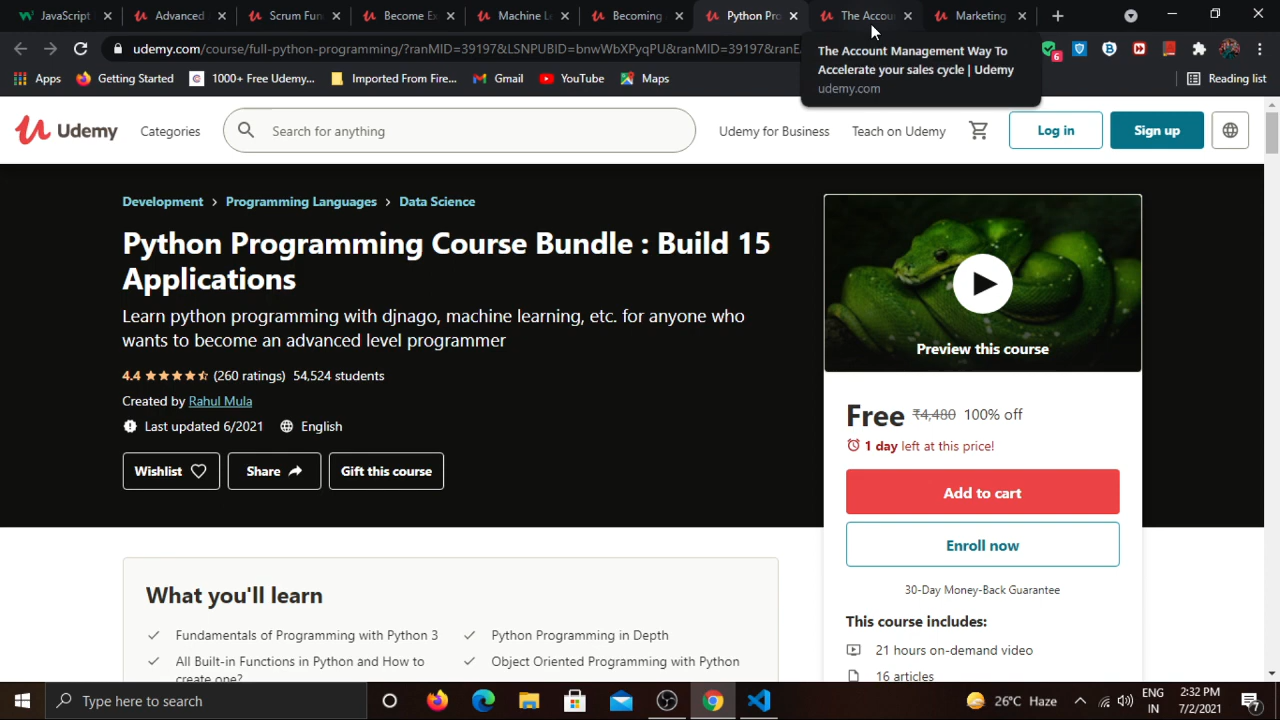 JavaScript
Advanced
Scrum Fun
Become Ex
Machine Le
Becoming
Python Pro
The Accou
Marketing
udemy.com/course/full-python-programming/?ranMID=39197&LSNPUBID=bnwWbXPyqPU&ranMID=39197&ranE
6
The Account Management Way To
Accelerate your sales cycle | Udemy
udemy.com
Apps
Getting Started
1000+ Free Udemy...
Imported From Fire...
Gmail
YouTube
Maps
Reading list
Udemy
Categories
Search for anything
Udemy for Business
Teach on Udemy
Log in
Sign up
Development > Programming Languages > Data Science
Python Programming Course Bundle : Build 15
Applications
Learn python programming with djnago, machine learning, etc. for anyone who
wants to become an advanced level programmer
4.4 (260 ratings) 54,524 students
Created by Rahul Mula
Last updated 6/2021 English
Wishlist
Share
Gift this course
Preview this course
Free ₹4,480 100% off
1 day left at this price!
Add to cart
Enroll now
30-Day Money-Back Guarantee
This course includes:
21 hours on-demand video
16 articles
What you'll learn
Fundamentals of Programming with Python 3
Python Programming in Depth
All Built-in Functions in Python and How to
create one?
Object Oriented Programming with Python
Type here to search
26°C Haze
ENG
IN
2:32 PM
7/2/2021
7